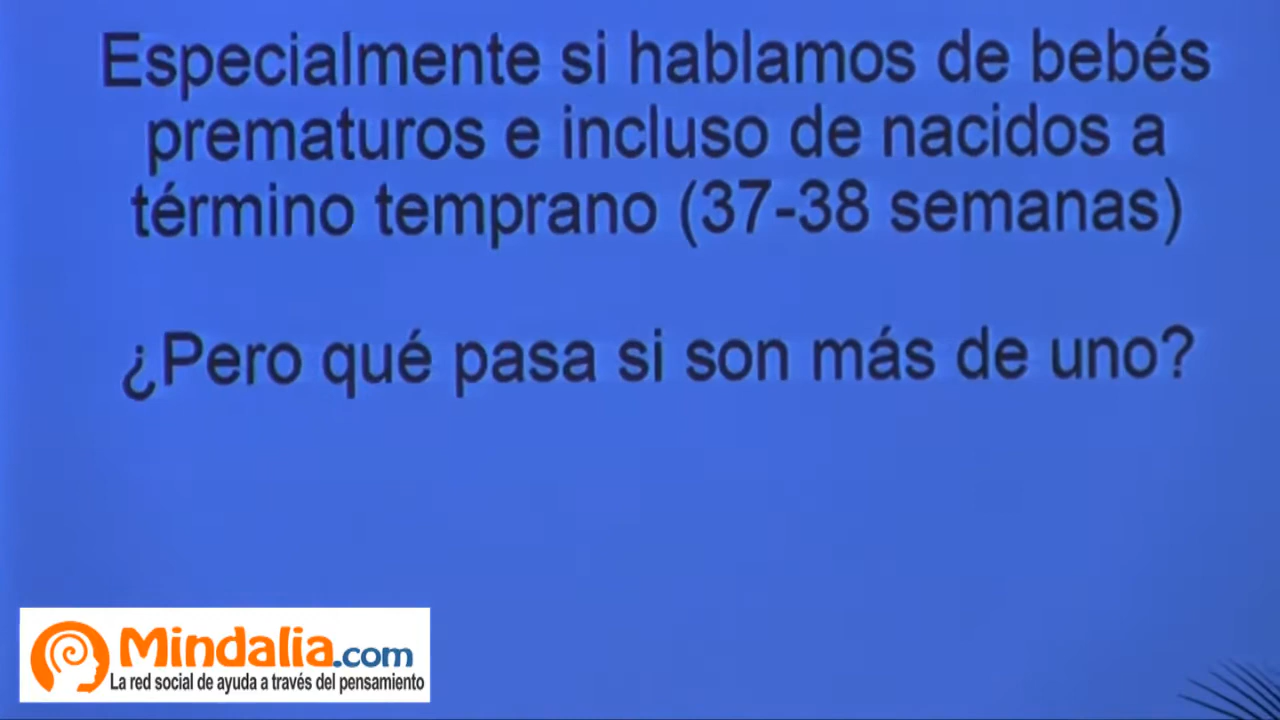 Especialmente si hablamos de bebés
prematuros e incluso de nacidos a
término temprano (37-38 semanas)
¿Pero qué pasa si son más de uno?
Mindalia.com
La red social de ayuda a través del pensamiento